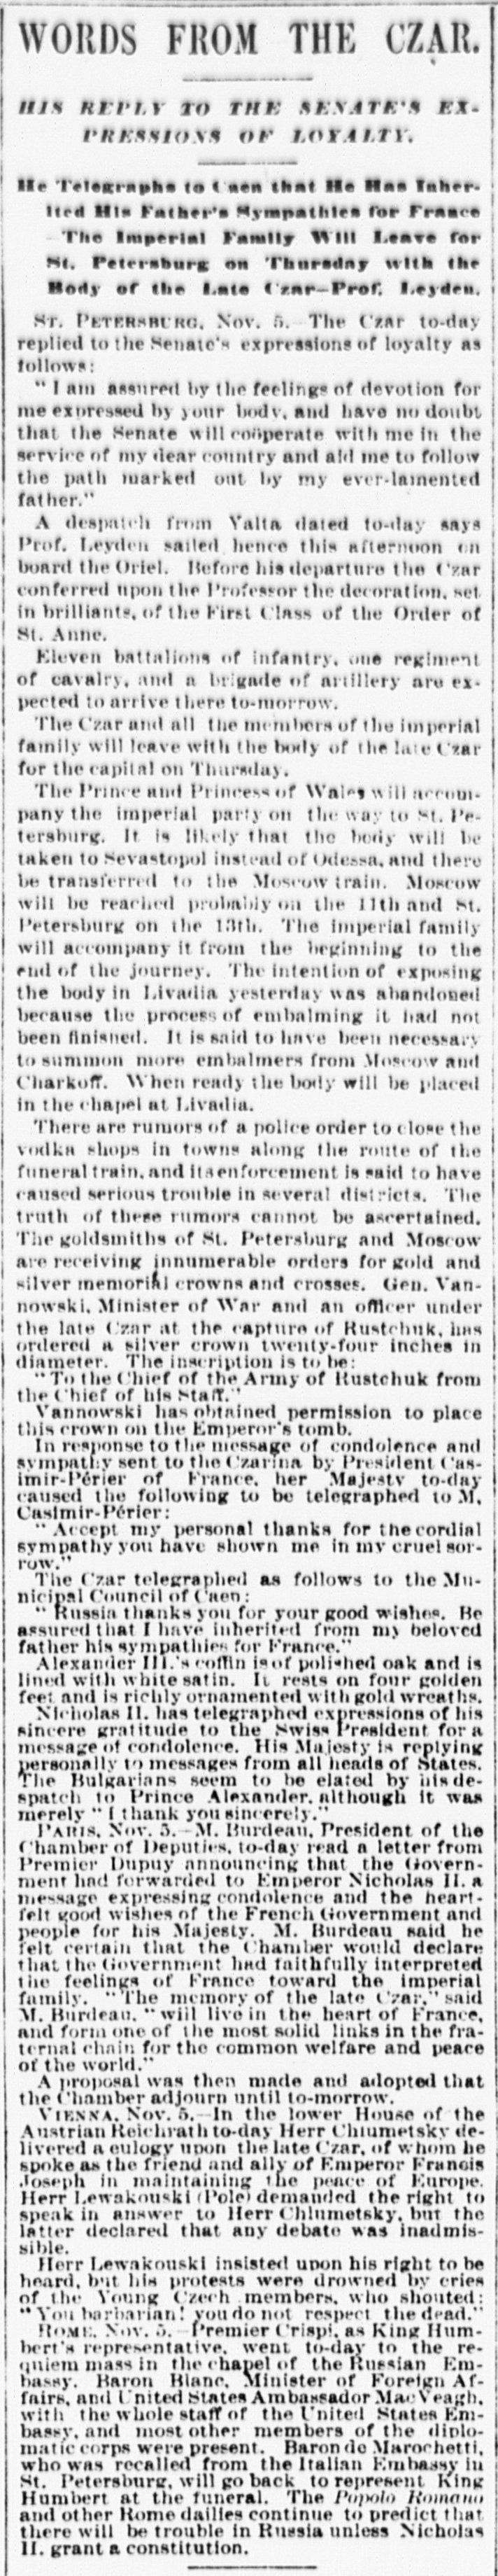 WORDS FROM THE CZAR.
HIS REPLY TO THE SENATE'S EX-
PRESSIONS OF LOYALTY.
He Telegraphs to Caen that He Has Inher-
ited His Father's Sympathies for France
The Imperial Family Will Leave for
St. Petersburg on Thursday with the
Body of the Late Czar—Prof. Leyden.
ST. PETERSBURG, Nov. 5.—The Czar to-day
replied to the Senate's expressions of loyalty as
follows:
"I am assured by the feelings of devotion for
me expressed by your body, and have no doubt
that the Senate will coöperate with me in the
service of my dear country and aid me to follow
the path marked out by my ever-lamented
father."
A despatch from Yalta dated to-day says
Prof. Leyden sailed hence this afternoon on
board the Oriel. Before his departure the Czar
conferred upon the Professor the decoration, set
in brilliants, of the First Class of the Order of
St. Anne.
Eleven battalions of infantry, one regiment
of cavalry, and a brigade of artillery are ex-
pected to arrive there to-morrow.
The Czar and all the members of the imperial
family will leave with the body of the late Czar
for the capital on Thursday.
The Prince and Princess of Wales will accom-
pany the imperial party on the way to St. Pe-
tersburg. It is likely that the body will be
taken to Sevastopol instead of Odessa, and there
be transferred to the Moscow train. Moscow
will be reached probably on the 11th and St.
Petersburg on the 13th. The imperial family
will accompany it from the beginning to the
end of the journey. The intention of exposing
the body in Livadia yesterday was abandoned
because the process of embalming it had not
been finished. It is said to have been necessary
to summon more embalmers from Moscow and
Charkoff. When ready the body will be placed
in the chapel at Livadia.
There are rumors of a police order to close the
vodka shops in towns along the route of the
funeral train, and its enforcement is said to have
caused serious trouble in several districts. The
truth of these rumors cannot be ascertained.
The goldsmiths of St. Petersburg and Moscow
are receiving innumerable orders for gold and
silver memorial crowns and crosses. Gen. Van-
nowski, Minister of War and an officer under
the late Czar at the capture of Rustchuk, has
ordered a silver crown twenty-four inches in
diameter. The inscription is to be:
"To the Chief of the Army of Rustchuk from
the Chief of his Staff."
Vannowski has obtained permission to place
this crown on the Emperor's tomb.
In response to the message of condolence and
sympathy sent to the Czarina by President Cas-
imir-Périer of France, her Majesty to-day
caused the following to be telegraphed to M.
Casimir-Périer:
"Accept my personal thanks for the cordial
sympathy you have shown me in my cruel sor-
row."
The Czar telegraphed as follows to the Mu-
nicipal Council of Caen:
"Russia thanks you for your good wishes. Be
assured that I have inherited from my beloved
father his sympathies for France."
Alexander III.'s coffin is of polished oak and is
lined with white satin. It rests on four golden
feet and is richly ornamented with gold wreaths.
Nicholas II. has telegraphed expressions of his
sincere gratitude to the Swiss President for a
message of condolence. His Majesty is replying
personally to messages from all heads of States.
The Bulgarians seem to be elated by his de-
spatch to Prince Alexander, although it was
merely "I thank you sincerely."
PARIS, Nov. 5.—M. Burdeau, President of the
Chamber of Deputies, to-day read a letter from
Premier Dupuy announcing that the Govern-
ment had forwarded to Emperor Nicholas II. a
message expressing condolence and the heart-
felt good wishes of the French Government and
people for his Majesty. M. Burdeau said he
felt certain that the Chamber would declare
that the Government had faithfully interpreted
the feelings of France toward the imperial
family. "The memory of the late Czar," said
M. Burdeau, "will live in the heart of France,
and form one of the most solid links in the fra-
ternal chain for the common welfare and peace
of the world."
A proposal was then made and adopted that
the Chamber adjourn until to-morrow.
VIENNA, Nov. 5.—In the lower House of the
Austrian Reichrath to-day Herr Chlumetsky de-
livered a eulogy upon the late Czar, of whom he
spoke as the friend and ally of Emperor Francis
Joseph in maintaining the peace of Europe.
Herr Lewakouski (Pole) demanded the right to
speak in answer to Herr Chlumetsky, but the
latter declared that any debate was inadmis-
sible.
Herr Lewakouski insisted upon his right to be
heard, but his protests were drowned by cries
of the Young Czech members, who shouted:
"You barbarian! you do not respect the dead."
ROME, Nov. 5.—Premier Crispi, as King Hum-
bert's representative, went to-day to the re-
quiem mass in the chapel of the Russian Em-
bassy. Baron Blanc, Minister of Foreign Af-
fairs, and United States Ambassador MacVeagh,
with the whole staff of the United States Em-
bassy, and most other members of the diplo-
matic corps were present. Baron de Marochetti,
who was recalled from the Italian Embassy in
St. Petersburg, will go back to represent King
Humbert at the funeral. The Popolo Romano
and other Rome dailies continue to predict that
there will be trouble in Russia unless Nicholas
II. grant a constitution.